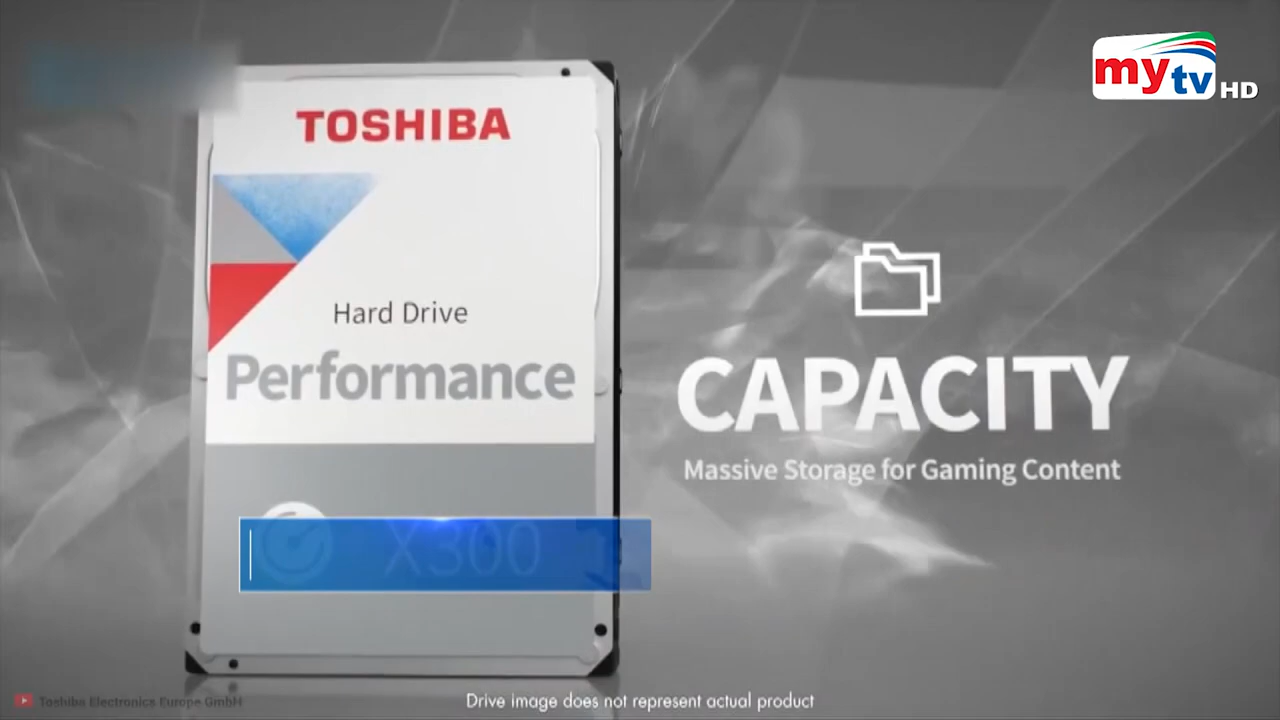 mytv HD
TOSHIBA
Hard Drive
Performance
X300
CAPACITY
Massive Storage for Gaming Content
Toshiba Electronics Europe GmbH
Drive image does not represent actual product